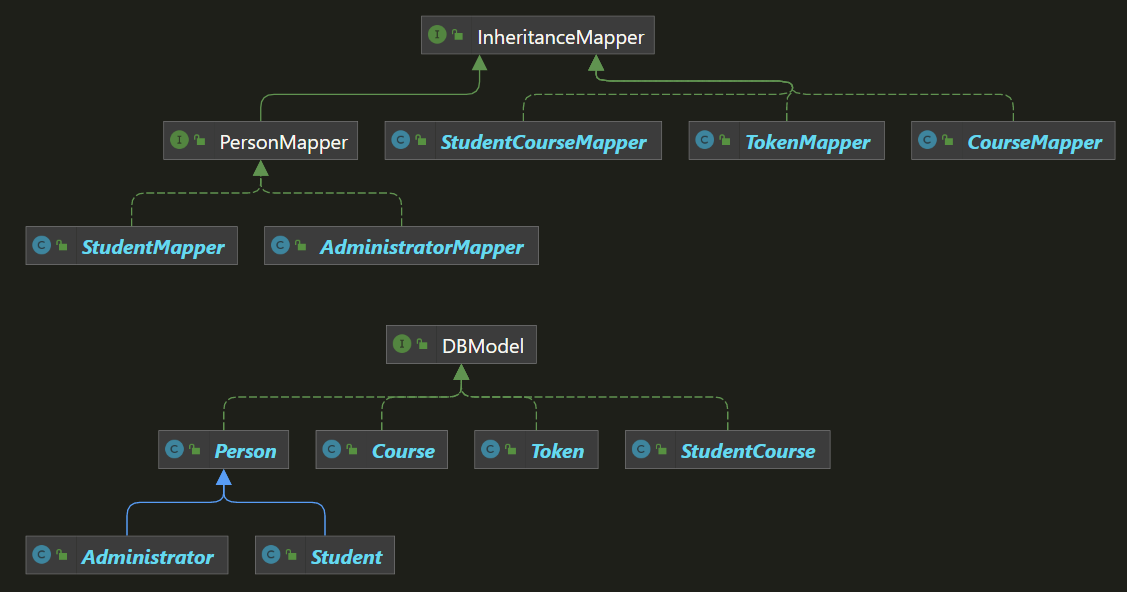 I InheritanceMapper
I PersonMapper
C StudentCourseMapper
C TokenMapper
C CourseMapper
C StudentMapper
C AdministratorMapper
I DBModel
C Person
C Course
C Token
C StudentCourse
C Administrator
C Student